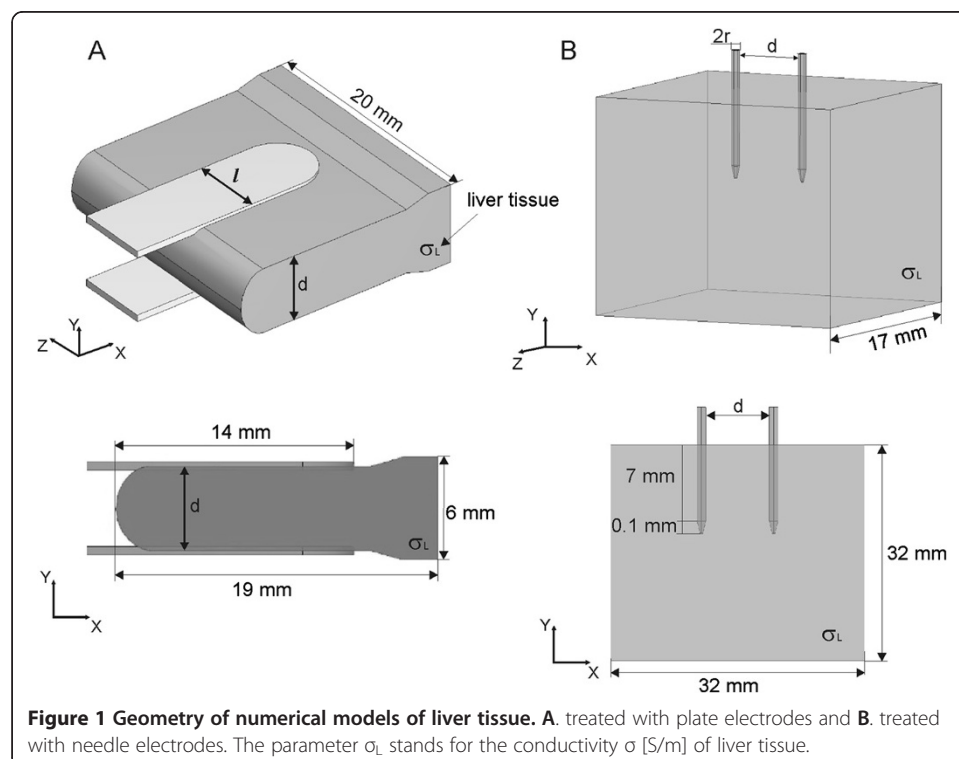 A
20 mm
l
liver tissue
σL
d
Y
Z
X
B
2r
d
σL
17 mm
Y
Z
X
14 mm
d
6 mm
σL
19 mm
Y
X
d
7 mm
0.1 mm
32 mm
σL
Y
X
32 mm
Figure 1 Geometry of numerical models of liver tissue. A. treated with plate electrodes and B. treated
with needle electrodes. The parameter σL stands for the conductivity σ [S/m] of liver tissue.